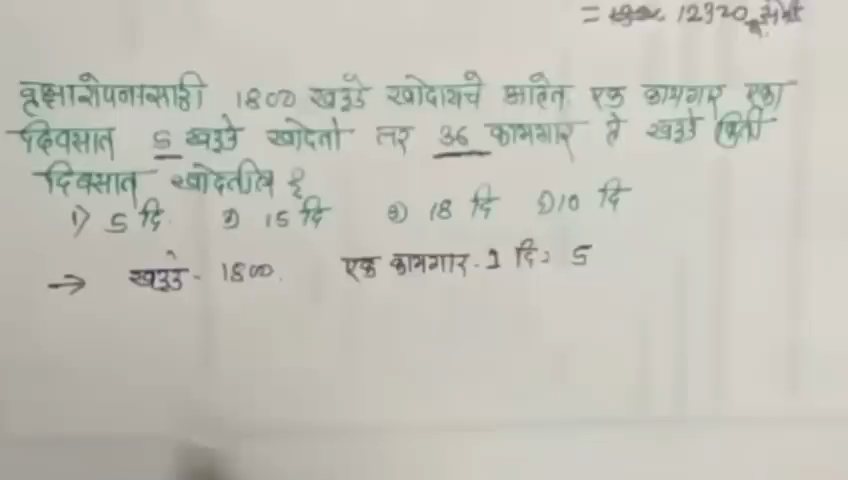 = 12320
वृक्षारोपनासाठी 1800 खड्डे खोदायचे आहेत एक कामगार एका
दिवसात 5 खड्डे खोदतो तर 36 कामगार ते खड्डे किती
दिवसात खोदतील ?
1) 5 दि. 2) 15 दि 3) 18 दि 10 दि
→ खड्डे - 1800. एक कामगार - 1 दि = 5